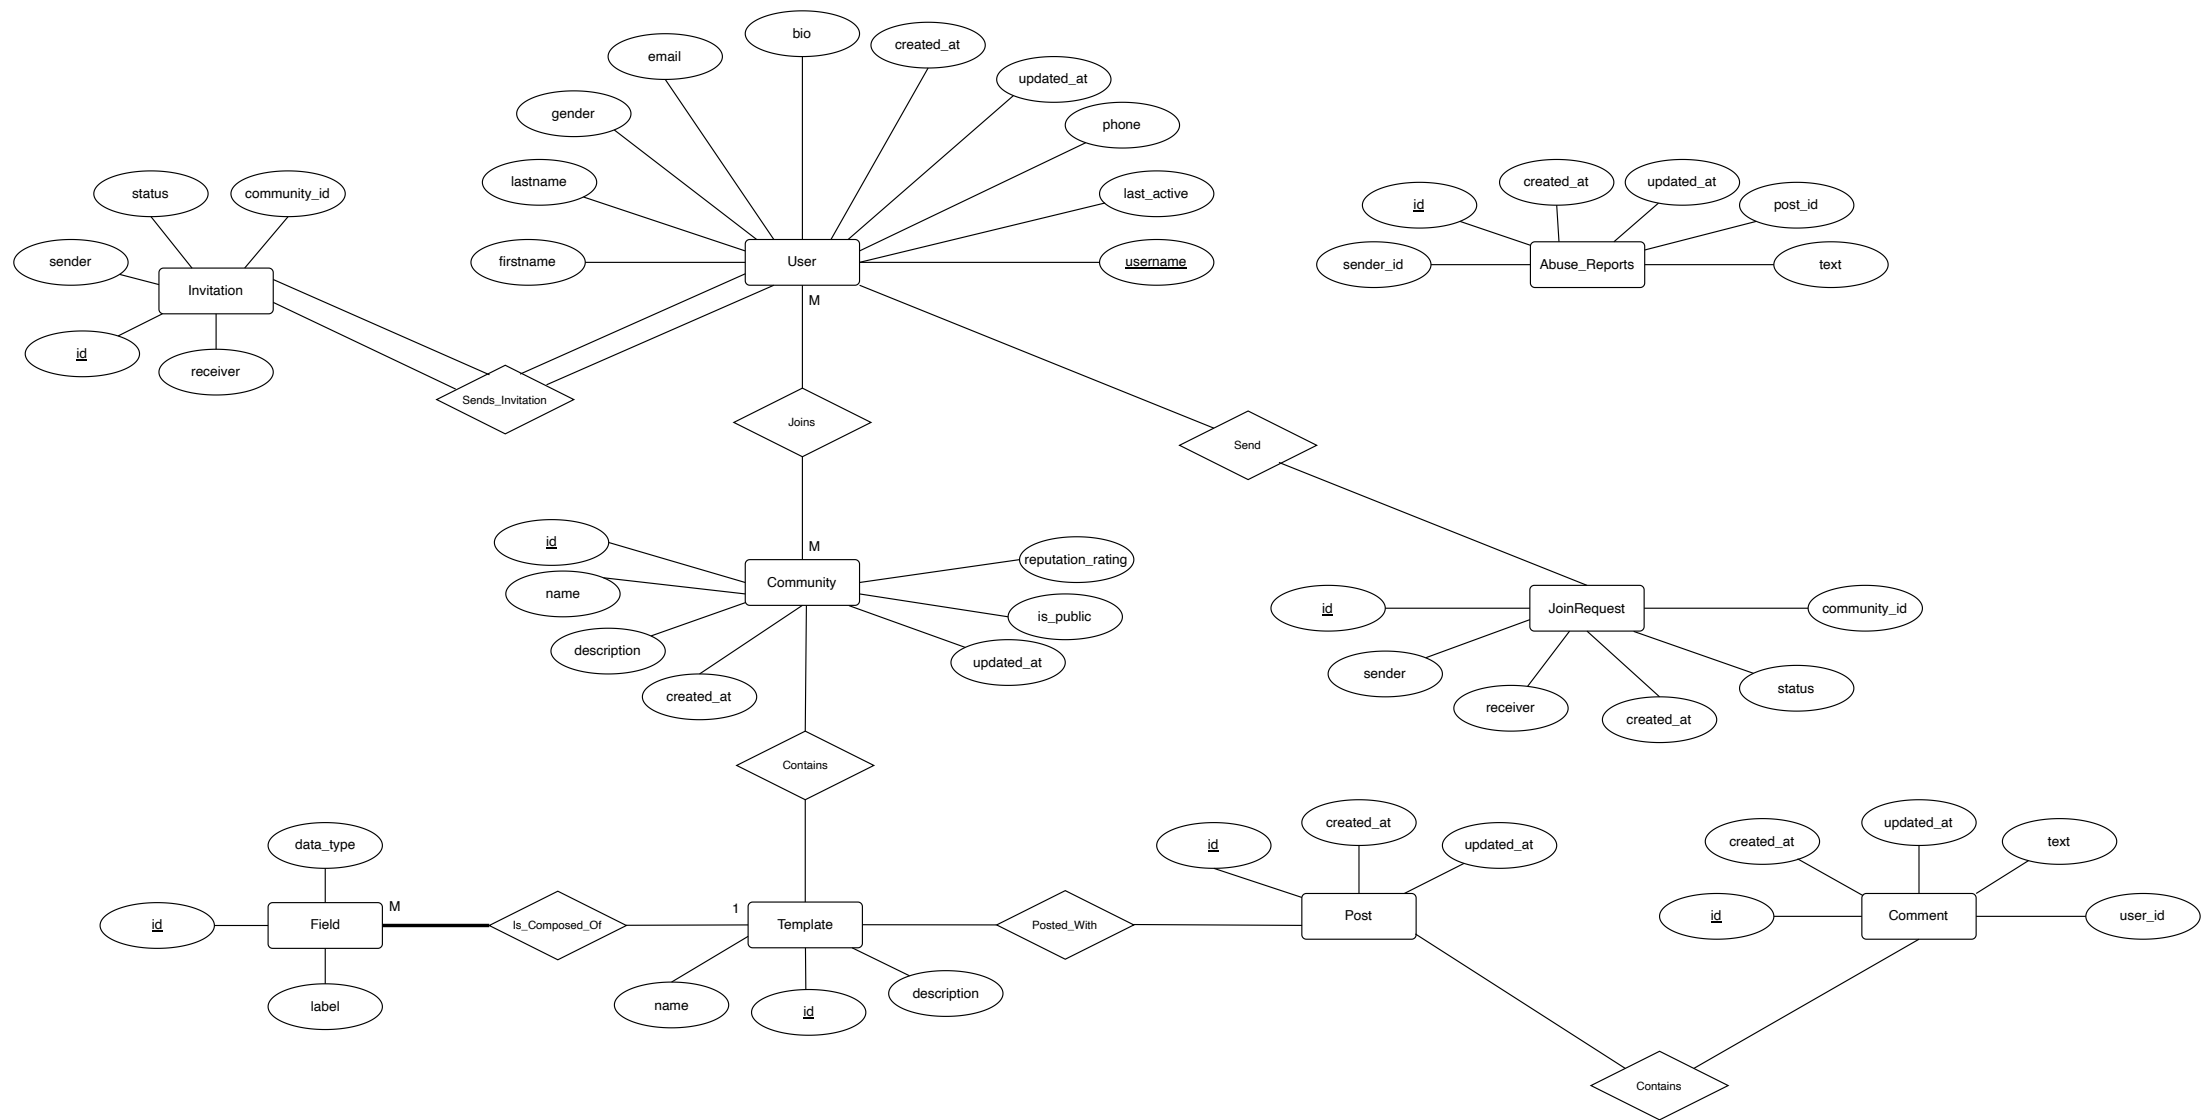 bio
created_at
email
updated_at
gender
phone
lastname
last_active
firstname
User
username
M
status
community_id
sender
Invitation
id
receiver
Sends_Invitation
created_at
updated_at
id
post_id
sender_id
Abuse_Reports
text
Joins
Send
M
id
reputation_rating
Community
name
is_public
description
updated_at
created_at
id
JoinRequest
community_id
sender
status
receiver
created_at
Contains
data_type
M
id
Field
Is_Composed_Of
1
Template
Posted_With
label
name
id
description
created_at
id
updated_at
Post
updated_at
created_at
text
id
Comment
user_id
Contains